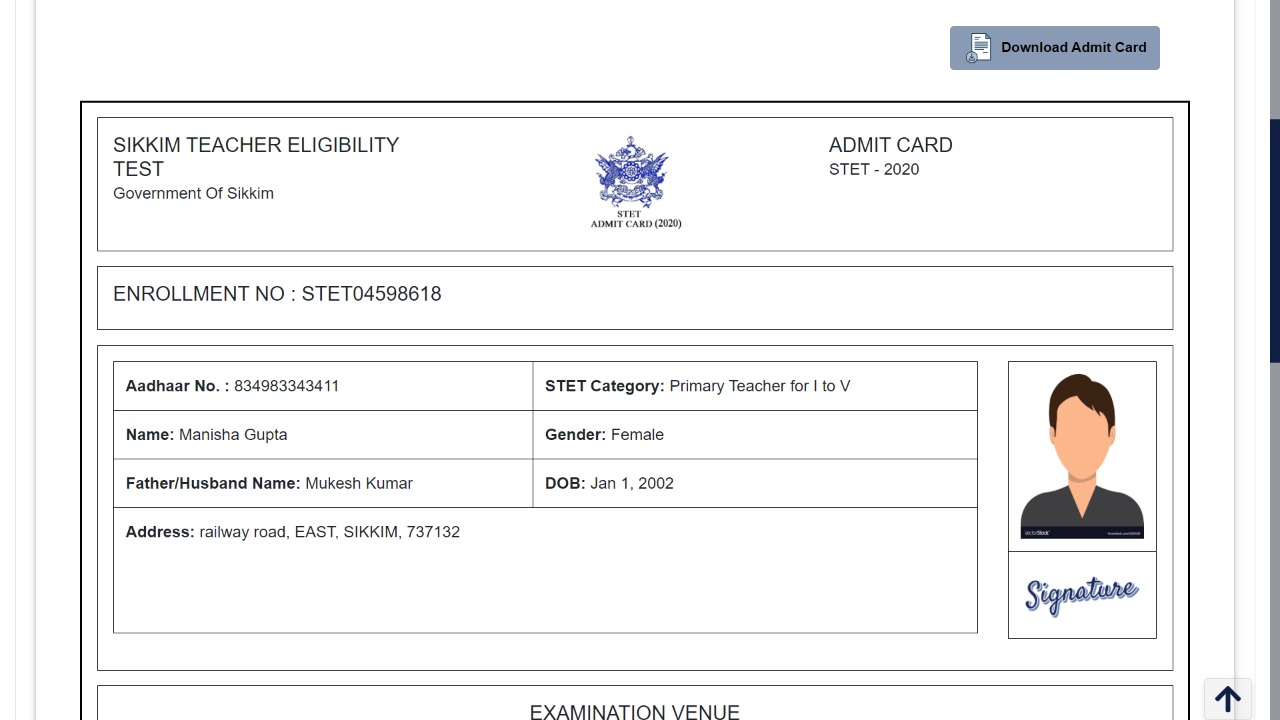 Download Admit Card
SIKKIM TEACHER ELIGIBILITY
TEST
Government Of Sikkim
STET
ADMIT CARD (2020)
ADMIT CARD
STET - 2020
ENROLLMENT NO : STET04598618
Aadhaar No. : 834983343411
STET Category: Primary Teacher for I to V
Name: Manisha Gupta
Gender: Female
Father/Husband Name: Mukesh Kumar
DOB: Jan 1, 2002
Address: railway road, EAST, SIKKIM, 737132
VectorStock
Signature
EXAMINATION VENUE